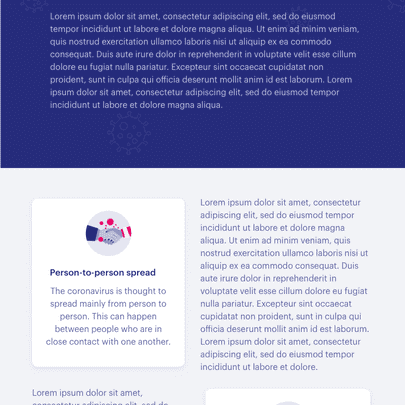 Lorem ipsum dolor sit amet, consectetur adipiscing elit, sed do eiusmod
tempor incididunt ut labore et dolore magna aliqua. Ut enim ad minim veniam,
quis nostrud exercitation ullamco laboris nisi ut aliquip ex ea commodo
consequat. Duis aute irure dolor in reprehenderit in voluptate velit esse cillum
dolore eu fugiat nulla pariatur. Excepteur sint occaecat cupidatat non
proident, sunt in culpa qui officia deserunt mollit anim id est laborum. Lorem
ipsum dolor sit amet, consectetur adipiscing elit, sed do eiusmod tempor
incididunt ut labore et dolore magna aliqua.
Person-to-person spread
The coronavirus is thought to
spread mainly from person to
person. This can happen
between people who are in
close contact with one another.
Lorem ipsum dolor sit amet, consectetur
adipiscing elit, sed do eiusmod tempor
incididunt ut labore et dolore magna
aliqua. Ut enim ad minim veniam, quis
nostrud exercitation ullamco laboris nisi ut
aliquip ex ea commodo consequat. Duis
aute irure dolor in reprehenderit in
voluptate velit esse cillum dolore eu fugiat
nulla pariatur. Excepteur sint occaecat
cupidatat non proident, sunt in culpa qui
officia deserunt mollit anim id est laborum.
Lorem ipsum dolor sit amet, consectetur
adipiscing elit, sed do eiusmod tempor
incididunt ut labore et dolore.
Lorem ipsum dolor sit amet,
consectetur adipiscing elit, sed do